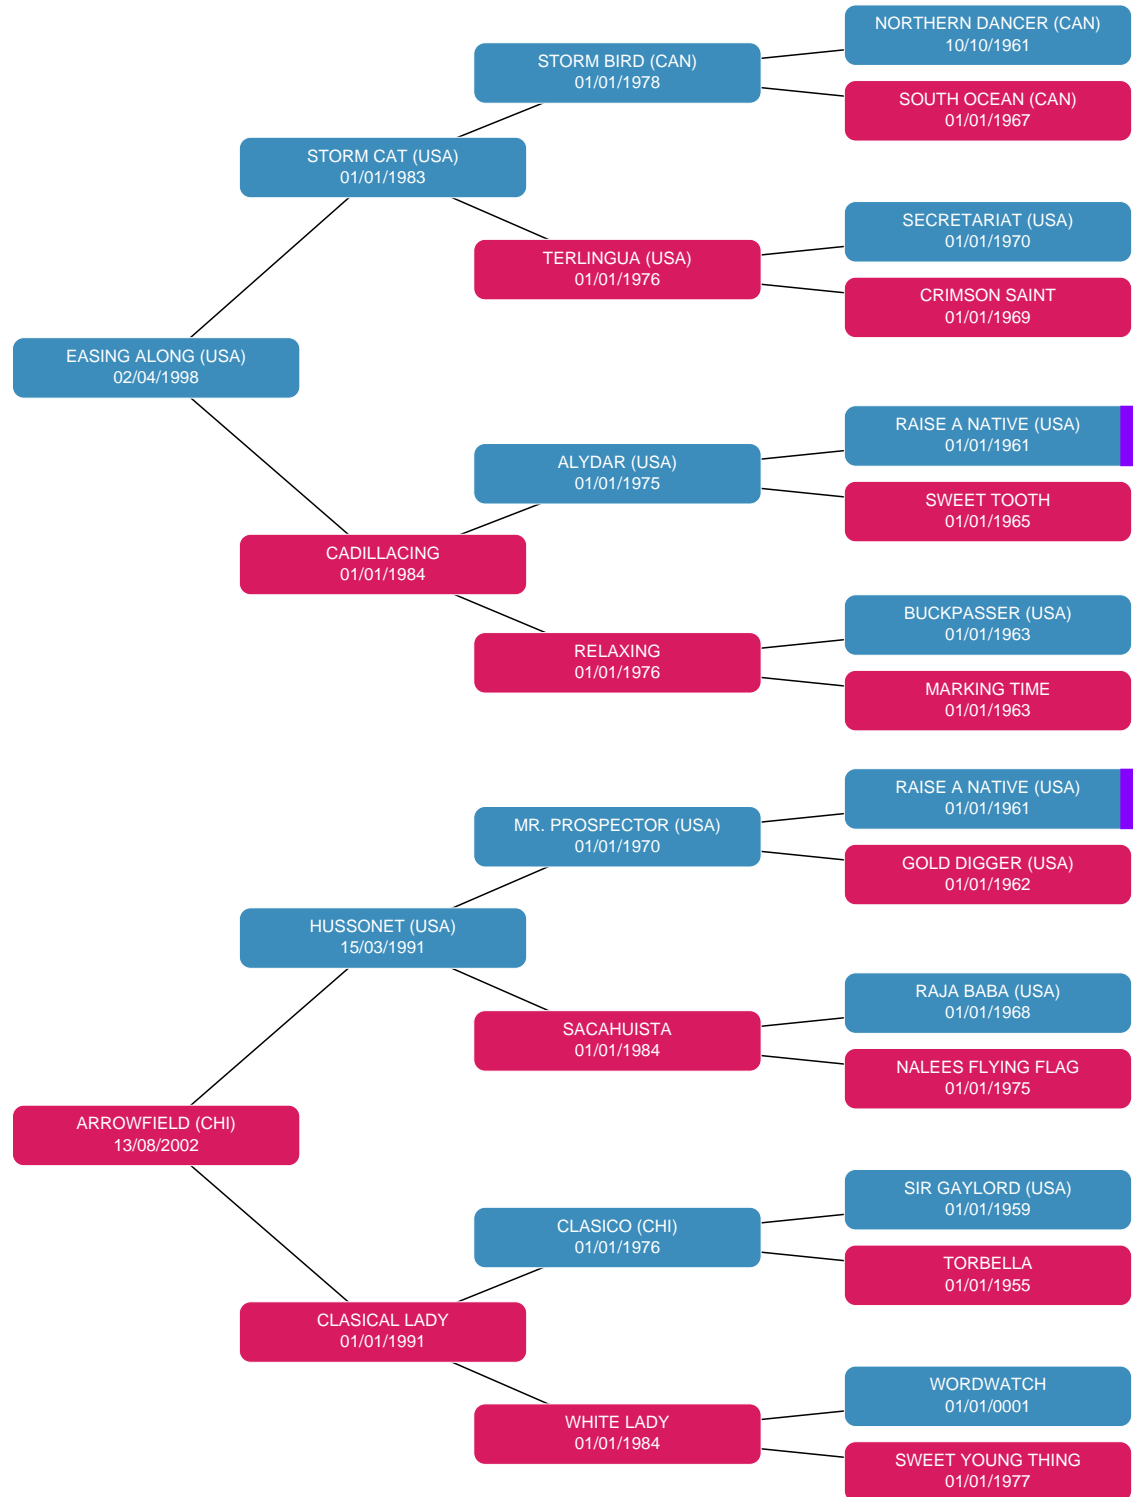 NORTHERN DANCER (CAN)
10/10/1961
STORM BIRD (CAN)
01/01/1978
SOUTH OCEAN (CAN)
01/01/1967
STORM CAT (USA)
01/01/1983
SECRETARIAT (USA)
01/01/1970
TERLINGUA (USA)
01/01/1976
CRIMSON SAINT
01/01/1969
EASING ALONG (USA)
02/04/1998
RAISE A NATIVE (USA)
01/01/1961
ALYDAR (USA)
01/01/1975
SWEET TOOTH
01/01/1965
CADILLACING
01/01/1984
BUCKPASSER (USA)
01/01/1963
RELAXING
01/01/1976
MARKING TIME
01/01/1963
RAISE A NATIVE (USA)
01/01/1961
MR. PROSPECTOR (USA)
01/01/1970
GOLD DIGGER (USA)
01/01/1962
HUSSONET (USA)
15/03/1991
RAJA BABA (USA)
01/01/1968
SACAHUISTA
01/01/1984
NALEES FLYING FLAG
01/01/1975
ARROWFIELD (CHI)
13/08/2002
SIR GAYLORD (USA)
01/01/1959
CLASICO (CHI)
01/01/1976
TORBELLA
01/01/1955
CLASICAL LADY
01/01/1991
WORDWATCH
01/01/0001
WHITE LADY
01/01/1984
SWEET YOUNG THING
01/01/1977